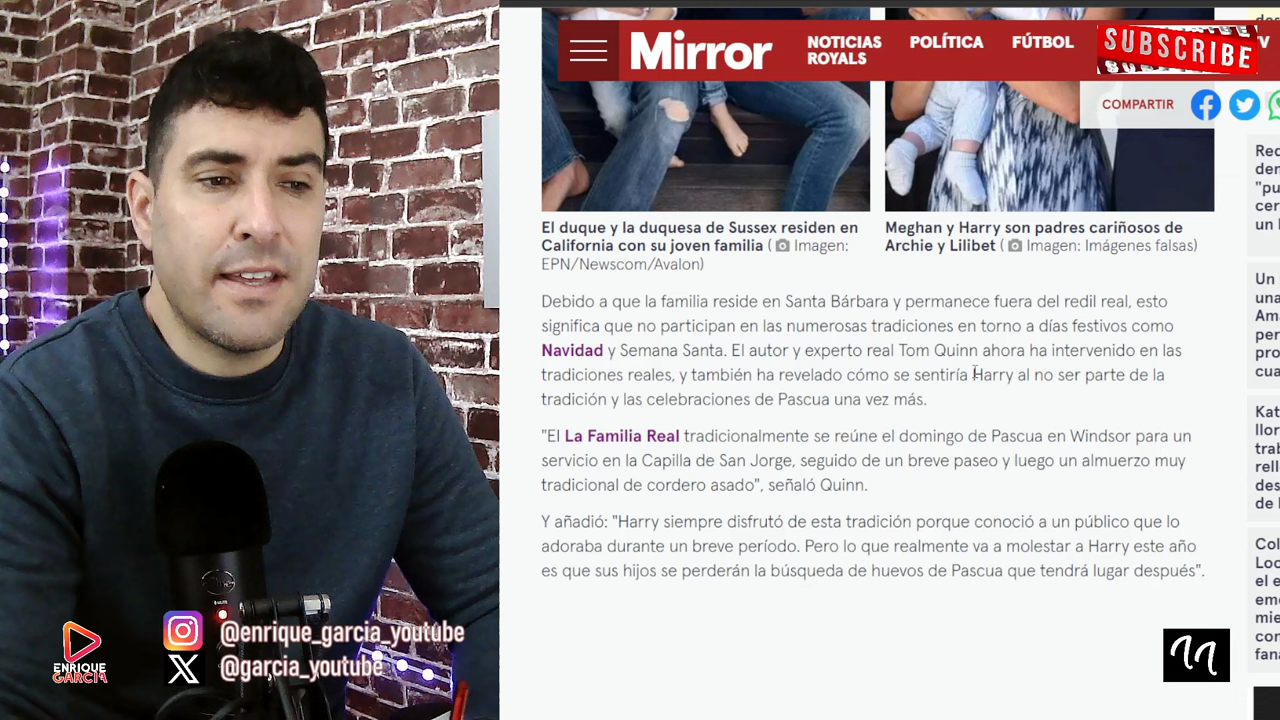 Mirror
NOTICIAS
ROYALS
POLÍTICA
FÚTBOL
SUBSCRIBE
COMPARTIR
El duque y la duquesa de Sussex residen en
California con su joven familia ( Imagen:
EPN/Newscom/Avalon)
Meghan y Harry son padres cariñosos de
Archie y Lilibet ( Imagen: Imágenes falsas)
Debido a que la familia reside en Santa Bárbara y permanece fuera del redil real, esto
significa que no participan en las numerosas tradiciones en torno a días festivos como
Navidad y Semana Santa. El autor y experto real Tom Quinn ahora ha intervenido en las
tradiciones reales, y también ha revelado cómo se sentiría Harry al no ser parte de la
tradición y las celebraciones de Pascua una vez más.
"El La Familia Real tradicionalmente se reúne el domingo de Pascua en Windsor para un
servicio en la Capilla de San Jorge, seguido de un breve paseo y luego un almuerzo muy
tradicional de cordero asado", señaló Quinn.
Y añadió: "Harry siempre disfrutó de esta tradición porque conoció a un público que lo
adoraba durante un breve período. Pero lo que realmente va a molestar a Harry este año
es que sus hijos se perderán la búsqueda de huevos de Pascua que tendrá lugar después".
Un
una
de
ENRIQUE
GARCIA
@enrique_garcia_youtube
@garcia_youtube